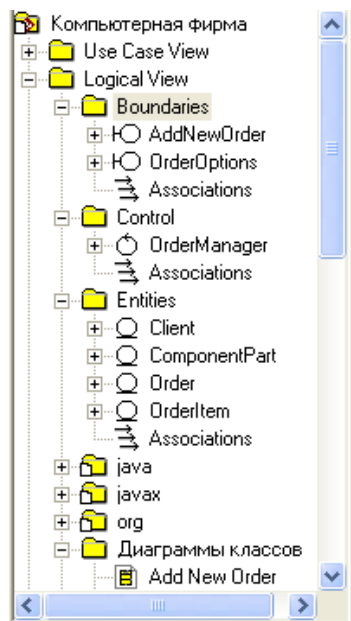 Компьютерная фирма
Use Case View
Logical View
Boundaries
AddNewOrder
OrderOptions
Associations
Control
OrderManager
Associations
Entities
Client
ComponentPart
Order
OrderItem
Associations
java
javax
org
Диаграммы классов
Add New Order